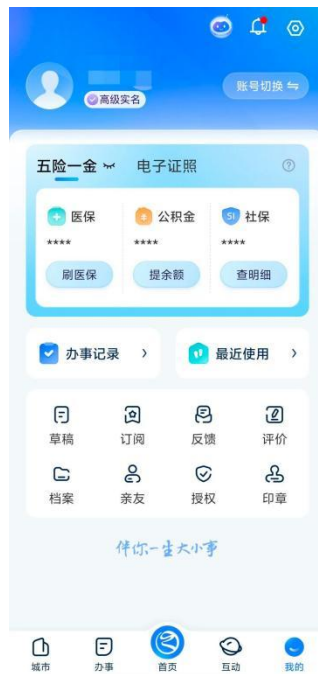 高级实名
账号切换
五险一金 电子证照
医保 公积金 SI 社保
**** **** ****
刷医保 提余额 查明细
办事记录 最近使用
草稿 订阅 反馈 评价
档案 亲友 授权 印章
伴你一生大小事
城市 办事 首页 互动 我的